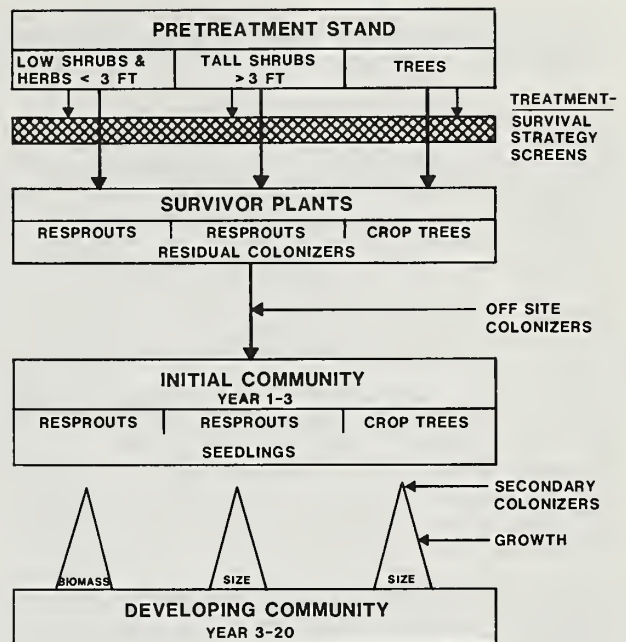 PRETREATMENT STAND
LOW SHRUBS &
HERBS < 3 FT
TALL SHRUBS
> 3 FT
TREES
TREATMENT-
SURVIVAL
STRATEGY
SCREENS
SURVIVOR PLANTS
RESPROUTS
RESPROUTS
CROP TREES
RESIDUAL COLONIZERS
OFF SITE
COLONIZERS
INITIAL COMMUNITY
YEAR 1-3
RESPROUTS
RESPROUTS
CROP TREES
SEEDLINGS
SECONDARY
COLONIZERS
GROWTH
BIOMASS
SIZE
SIZE
DEVELOPING COMMUNITY
YEAR 3-20